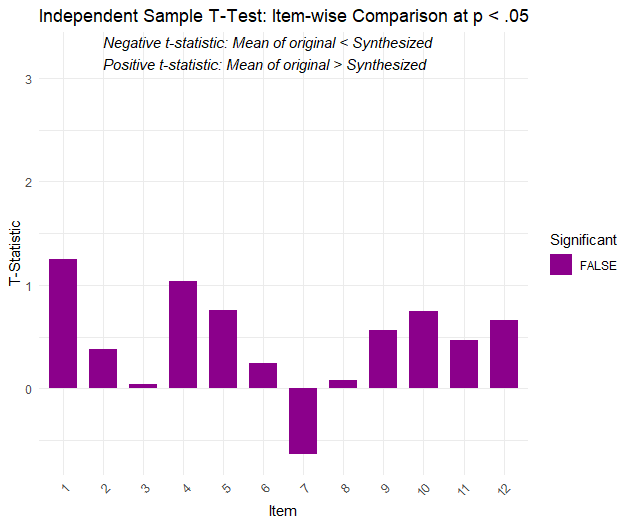 Independent Sample T-Test: Item-wise Comparison at p < .05
Negative t-statistic: Mean of original < Synthesized
Positive t-statistic: Mean of original > Synthesized
3
2
1
0
T-Statistic
1 2 3 4 5 6 7 8 9 10 11 12
Item
Significant
FALSE